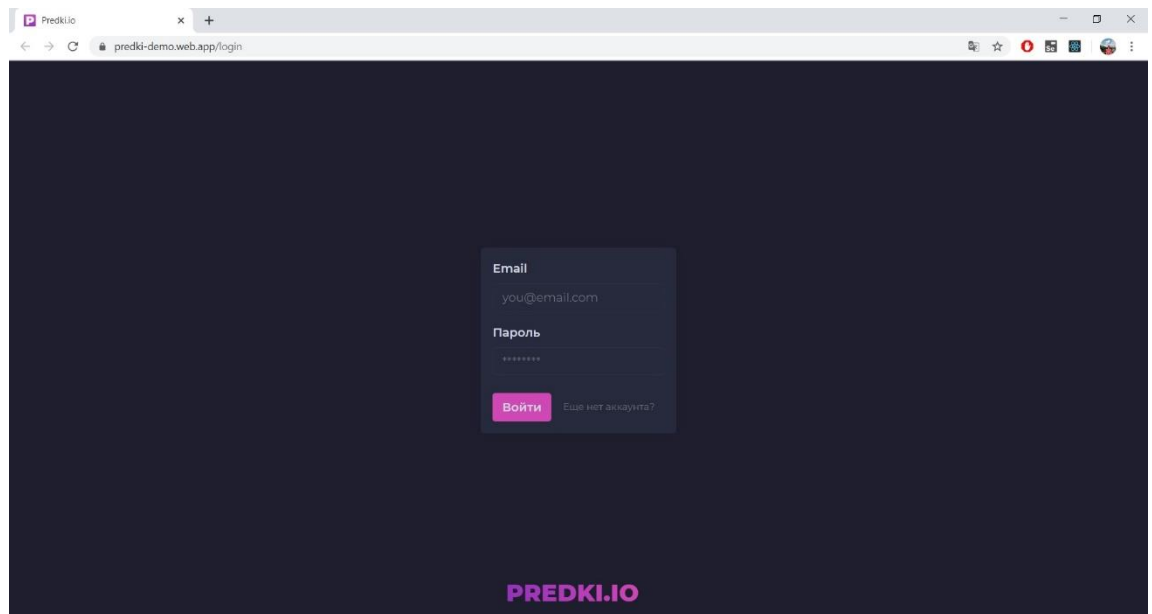 Predki.io
predki-demo.web.app/login
Email
you@email.com
Пароль
********
Войти
Еще нет аккаунта?
PREDKI.IO